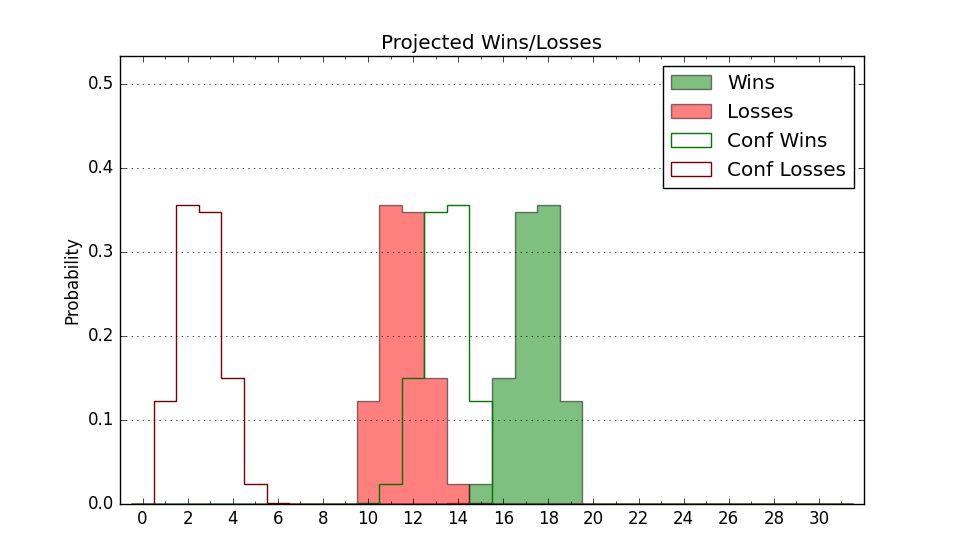 Projected Wins/Losses
Probability
0.5
0.4
0.3
0.2
0.1
0.0
0 2 4 6 8 10 12 14 16 18 20 22 24 26 28 30
Wins
Losses
Conf Wins
Conf Losses